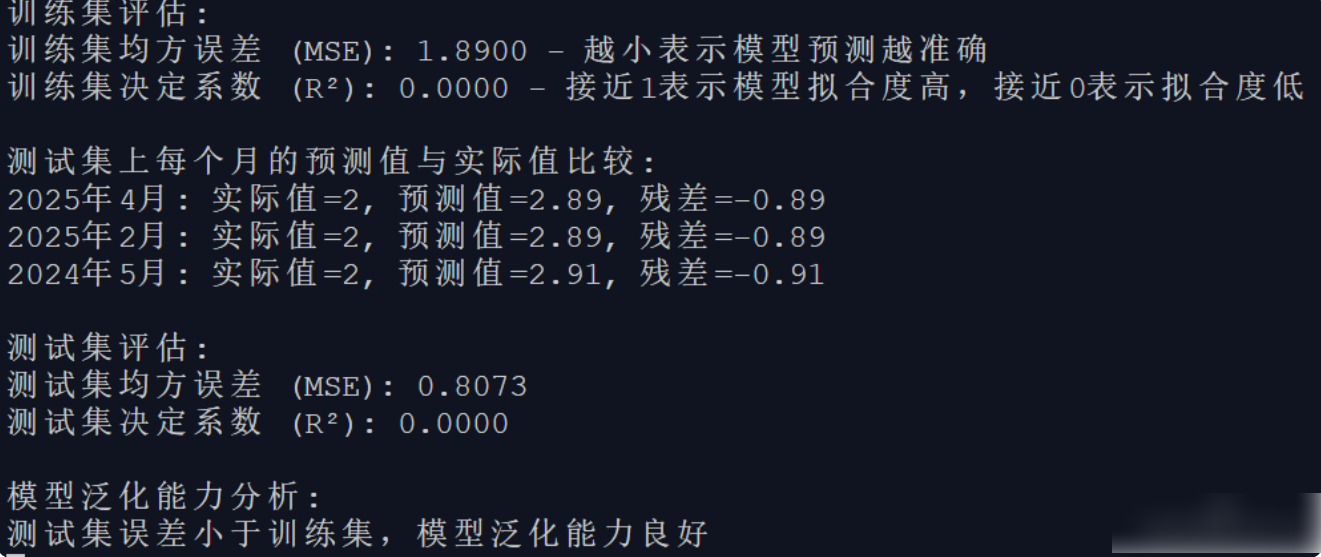 训练集评估:
训练集均方误差 (MSE): 1.8900 - 越小表示模型预测越准确
训练集决定系数 (R²): 0.0000 - 接近1表示模型拟合度高，接近0表示拟合度低
测试集上每个月的预测值与实际值比较:
2025年4月: 实际值=2, 预测值=2.89, 残差=-0.89
2025年2月: 实际值=2, 预测值=2.89, 残差=-0.89
2024年5月: 实际值=2, 预测值=2.91, 残差=-0.91
测试集评估:
测试集均方误差 (MSE): 0.8073
测试集决定系数 (R²): 0.0000
模型泛化能力分析:
测试集误差小于训练集，模型泛化能力良好